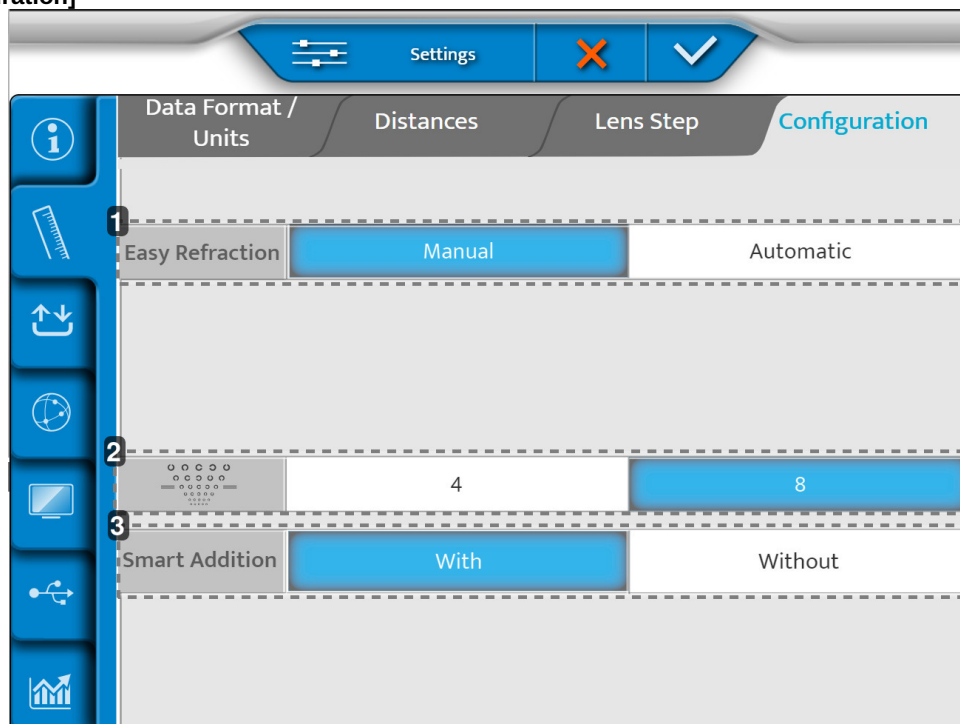 ration]
Settings
Data Format /
Units
Distances
Lens Step
Configuration
1
Easy Refraction
Manual
Automatic
2
4
8
3
Smart Addition
With
Without